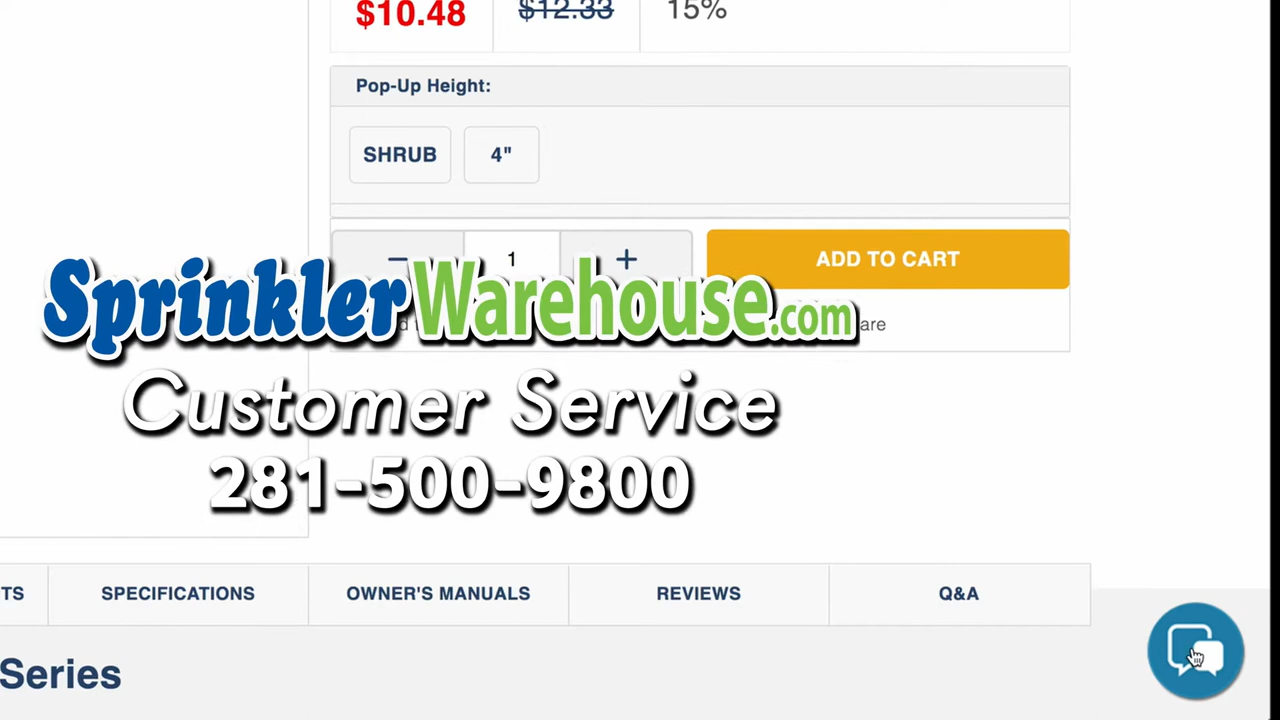 $10.48 $12.33 15%
Pop-Up Height:
SHRUB 4"
− 1 + ADD TO CART
SprinklerWarehouse.com
Customer Service
281-500-9800
SPECIFICATIONS OWNER'S MANUALS REVIEWS Q&A
Series